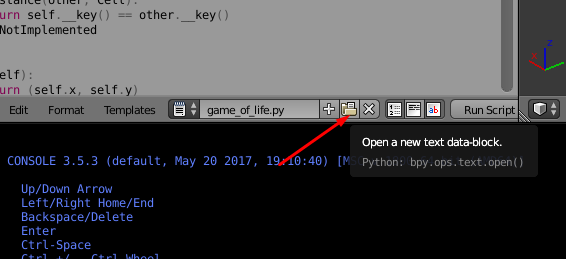 stance(other, Cell):
urn self.__key() == other.__key()
NotImplemented
elf):
urn (self.x, self.y)
Edit Format Templates game_of_life.py Run Script
Open a new text data-block.
Python: bpy.ops.text.open()
CONSOLE 3.5.3 (default, May 20 2017, 19:10:40) [MS
Up/Down Arrow
Left/Right Home/End
Backspace/Delete
Enter
Ctrl-Space
Ctrl +/- Ctrl Wheel